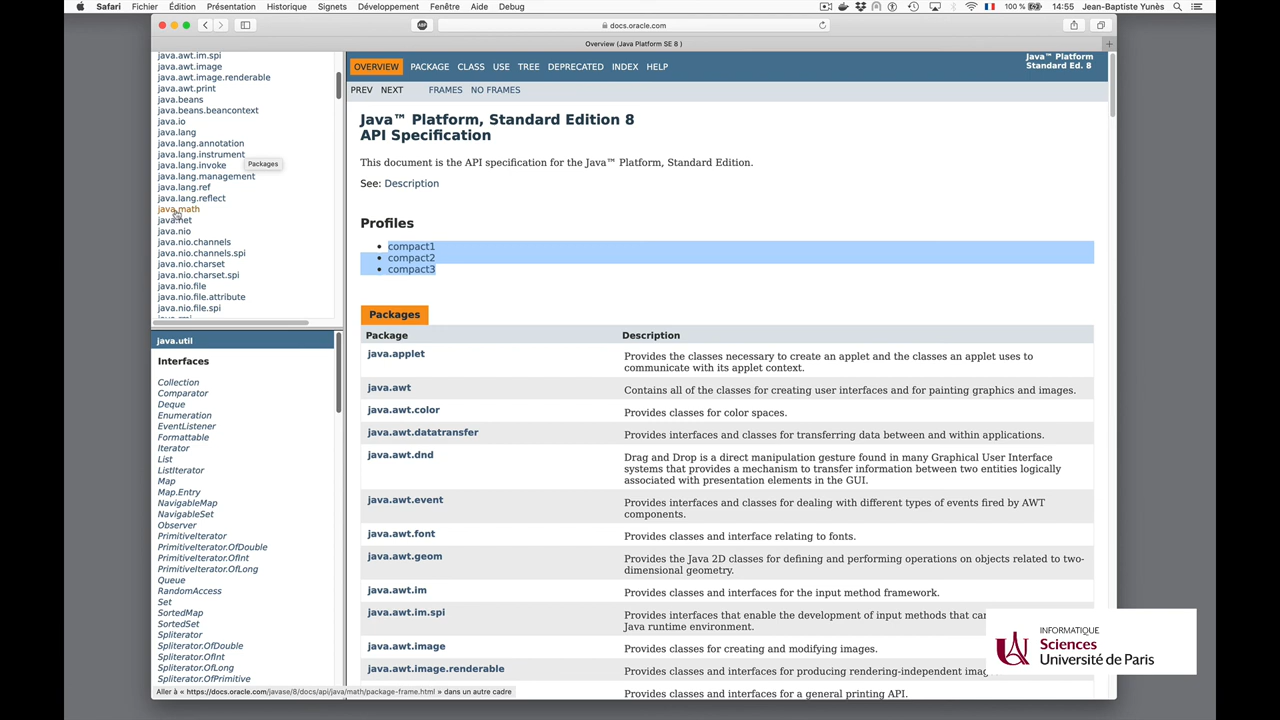 Safari Fichier Édition Présentation Historique Signets Développement Fenêtre Aide Debug 100 % 14:55 Jean-Baptiste Yunès
ABP docs.oracle.com
Overview (Java Platform SE 8 )
java.awt.im.spi
java.awt.image
java.awt.image.renderable
java.awt.print
java.beans
java.beans.beancontext
java.io
java.lang
java.lang.annotation
java.lang.instrument
java.lang.invoke
Packages
java.lang.management
java.lang.ref
java.lang.reflect
java.math
java.net
java.nio
java.nio.channels
java.nio.channels.spi
java.nio.charset
java.nio.charset.spi
java.nio.file
java.nio.file.attribute
java.nio.file.spi
java.util
Interfaces
Collection
Comparator
Deque
Enumeration
EventListener
Formattable
Iterator
List
ListIterator
Map
Map.Entry
NavigableMap
NavigableSet
Observer
PrimitiveIterator
PrimitiveIterator.OfDouble
PrimitiveIterator.OfInt
PrimitiveIterator.OfLong
Queue
RandomAccess
Set
SortedMap
SortedSet
Spliterator
Spliterator.OfDouble
Spliterator.OfInt
Spliterator.OfLong
Spliterator.OfPrimitive
Aller à « https://docs.oracle.com/javase/8/docs/api/java/math/package-frame.html » dans un autre cadre
OVERVIEW PACKAGE CLASS USE TREE DEPRECATED INDEX HELP
Java™ Platform
Standard Ed. 8
PREV NEXT FRAMES NO FRAMES
Java™ Platform, Standard Edition 8
API Specification
This document is the API specification for the Java™ Platform, Standard Edition.
See: Description
Profiles
• compact1
• compact2
• compact3
Packages
Package Description
java.applet Provides the classes necessary to create an applet and the classes an applet uses to
communicate with its applet context.
java.awt Contains all of the classes for creating user interfaces and for painting graphics and images.
java.awt.color Provides classes for color spaces.
java.awt.datatransfer Provides interfaces and classes for transferring data between and within applications.
java.awt.dnd Drag and Drop is a direct manipulation gesture found in many Graphical User Interface
systems that provides a mechanism to transfer information between two entities logically
associated with presentation elements in the GUI.
java.awt.event Provides interfaces and classes for dealing with different types of events fired by AWT
components.
java.awt.font Provides classes and interface relating to fonts.
java.awt.geom Provides the Java 2D classes for defining and performing operations on objects related to two-
dimensional geometry.
java.awt.im Provides classes and interfaces for the input method framework.
java.awt.im.spi Provides interfaces that enable the development of input methods that can
Java runtime environment.
java.awt.image Provides classes for creating and modifying images.
java.awt.image.renderable Provides classes and interfaces for producing rendering-independent
Provides classes and interfaces for a general printing API.
INFORMATIQUE
Sciences
Université de Paris